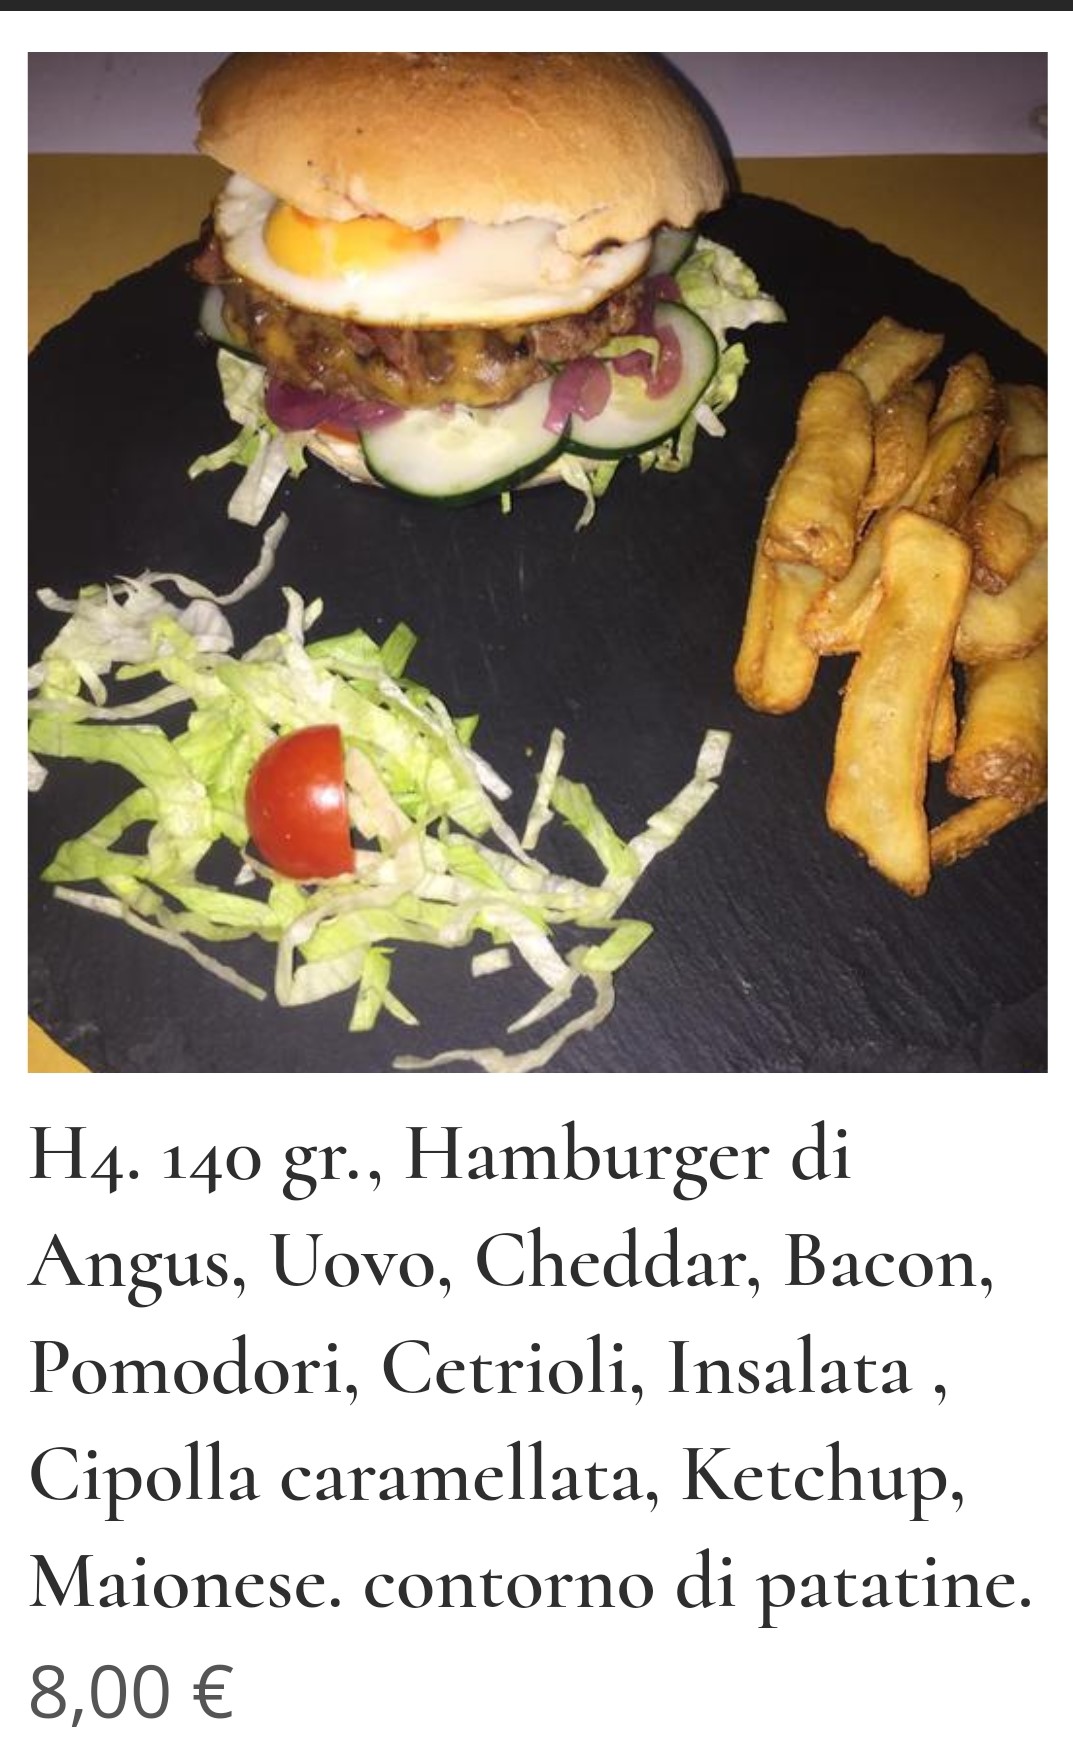 H4. 140 gr., Hamburger di
Angus, Uovo, Cheddar, Bacon,
Pomodori, Cetrioli, Insalata ,
Cipolla caramellata, Ketchup,
Maionese. contorno di patatine.
8,00 €